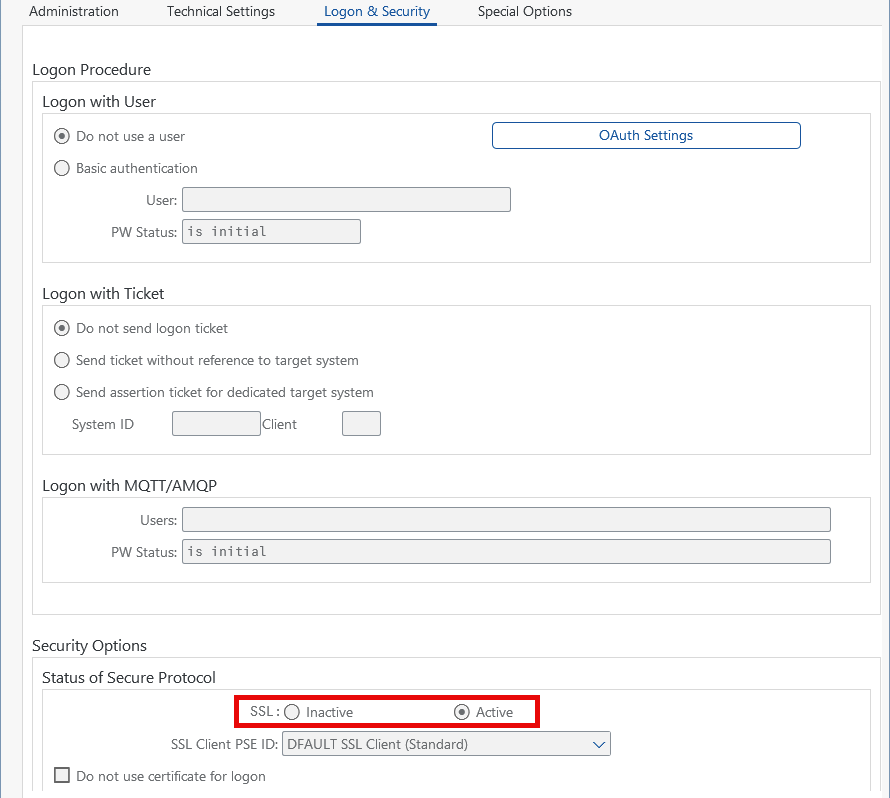 Administration Technical Settings Logon & Security Special Options
Logon Procedure
Logon with User
Do not use a user OAuth Settings
Basic authentication
User:
PW Status: is initial
Logon with Ticket
Do not send logon ticket
Send ticket without reference to target system
Send assertion ticket for dedicated target system
System ID Client
Logon with MQTT/AMQP
Users:
PW Status: is initial
Security Options
Status of Secure Protocol
SSL: Inactive Active
SSL Client PSE ID: DFAULT SSL Client (Standard)
Do not use certificate for logon